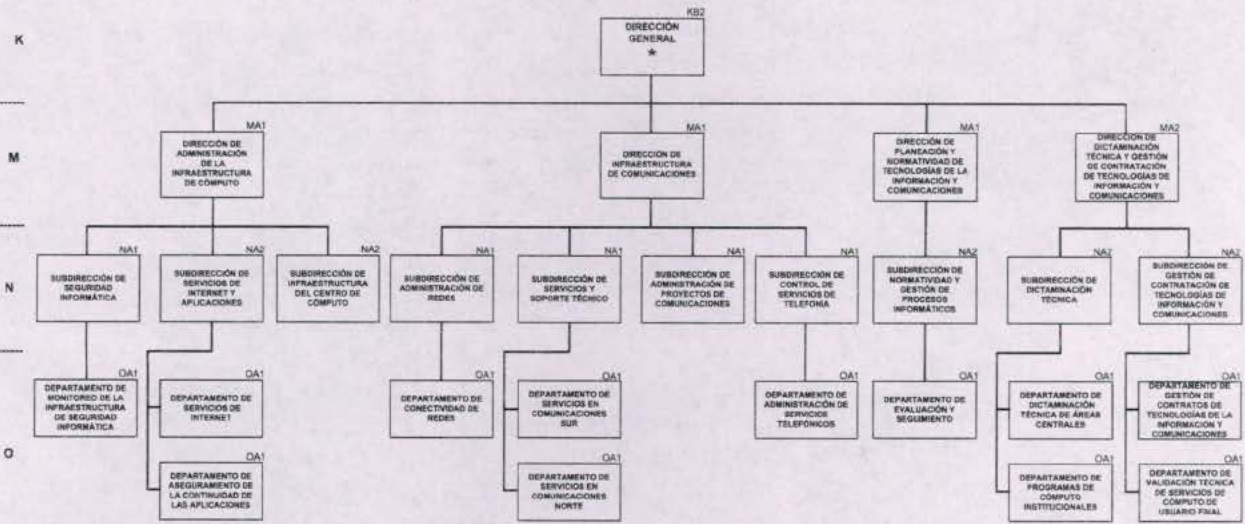 K
KB2
DIRECCIÓN
GENERAL
*
M
MA1
DIRECCIÓN DE
ADMINISTRACIÓN
DE LA
INFRAESTRUCTURA
DE CÓMPUTO
MA1
DIRECCIÓN DE
INFRAESTRUCTURA
DE COMUNICACIONES
MA1
DIRECCIÓN DE
PLANEACIÓN Y
NORMATIVIDAD DE
TECNOLOGÍAS DE LA
INFORMACIÓN Y
COMUNICACIONES
MA2
DIRECCIÓN DE
DICTAMINACIÓN
TÉCNICA Y GESTIÓN
DE CONTRATACIÓN
DE TECNOLOGÍAS DE
INFORMACIÓN Y
COMUNICACIONES
N
NA1
SUBDIRECCIÓN DE
SEGURIDAD
INFORMÁTICA
NA2
SUBDIRECCIÓN DE
SERVICIOS DE
INTERNET Y
APLICACIONES
NA2
SUBDIRECCIÓN DE
INFRAESTRUCTURA
DEL CENTRO DE
CÓMPUTO
NA1
SUBDIRECCIÓN DE
ADMINISTRACIÓN DE
REDES
NA1
SUBDIRECCIÓN DE
SERVICIOS Y
SOPORTE TÉCNICO
NA1
SUBDIRECCIÓN DE
ADMINISTRACIÓN DE
PROYECTOS DE
COMUNICACIONES
NA1
SUBDIRECCIÓN DE
CONTROL DE
SERVICIOS DE
TELEFONÍA
NA2
SUBDIRECCIÓN DE
NORMATIVIDAD Y
GESTIÓN DE
PROCESOS
INFORMÁTICOS
NA2
SUBDIRECCIÓN DE
DICTAMINACIÓN
TÉCNICA
NA2
SUBDIRECCIÓN DE
GESTIÓN DE
CONTRATACIÓN DE
TECNOLOGÍAS DE
INFORMACIÓN Y
COMUNICACIONES
O
OA1
DEPARTAMENTO DE
MONITOREO DE LA
INFRAESTRUCTURA
DE SEGURIDAD
INFORMÁTICA
OA1
DEPARTAMENTO DE
SERVICIOS DE
INTERNET
OA1
DEPARTAMENTO DE
CONECTIVIDAD DE
REDES
OA1
DEPARTAMENTO DE
SERVICIOS EN
COMUNICACIONES
SUR
OA1
DEPARTAMENTO DE
ADMINISTRACIÓN DE
SERVICIOS
TELEFÓNICOS
OA1
DEPARTAMENTO DE
EVALUACIÓN Y
SEGUIMIENTO
OA1
DEPARTAMENTO DE
DICTAMINACIÓN
TÉCNICA DE ÁREAS
CENTRALES
OA1
DEPARTAMENTO DE
GESTIÓN DE
CONTRATOS DE
TECNOLOGÍAS DE LA
INFORMACIÓN Y
COMUNICACIONES
OA1
DEPARTAMENTO DE
ASEGURAMIENTO DE
DE LA CONTINUIDAD DE
LAS APLICACIONES
OA1
DEPARTAMENTO DE
SERVICIOS EN
COMUNICACIONES
NORTE
OA1
DEPARTAMENTO DE
PROGRAMAS DE
CÓMPUTO
INSTITUCIONALES
OA1
DEPARTAMENTO DE
VALIDACIÓN TÉCNICA
DE SERVICIOS DE
CÓMPUTO DE
USUARIO FINAL